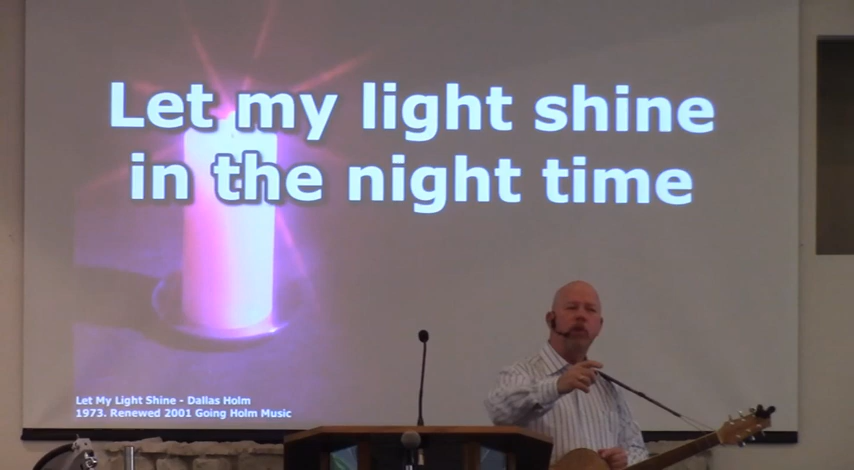 Let my light shine
in the night time
Let My Light Shine - Dallas Holm
1973. Renewed 2001 Going Holm Music